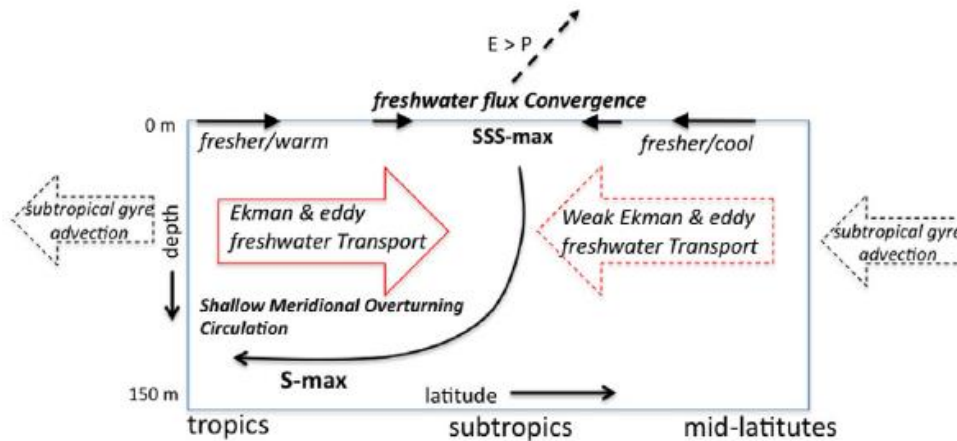 E > P
freshwater flux Convergence
0 m
SSS-max
fresher/warm
fresher/cool
subtropical gyre
advection
depth
Ekman & eddy
freshwater Transport
Weak Ekman & eddy
freshwater Transport
subtropical gyre
advection
Shallow Meridional Overturning
Circulation
S-max
150 m
latitude
tropics
subtropics
mid-latitudes